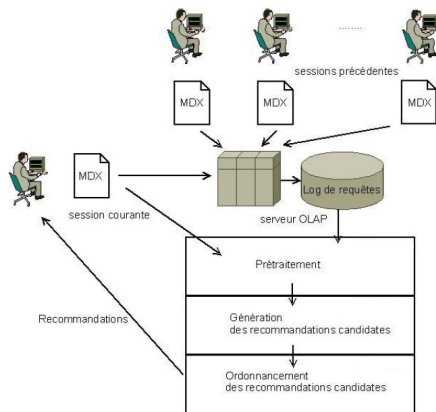 .........
sessions précédentes
MDX
MDX
MDX
MDX
session courante
Log de requêtes
serveur OLAP
Prétraitement
Recommandations
Génération
des recommandations candidates
Ordonnancement
des recommandations candidates